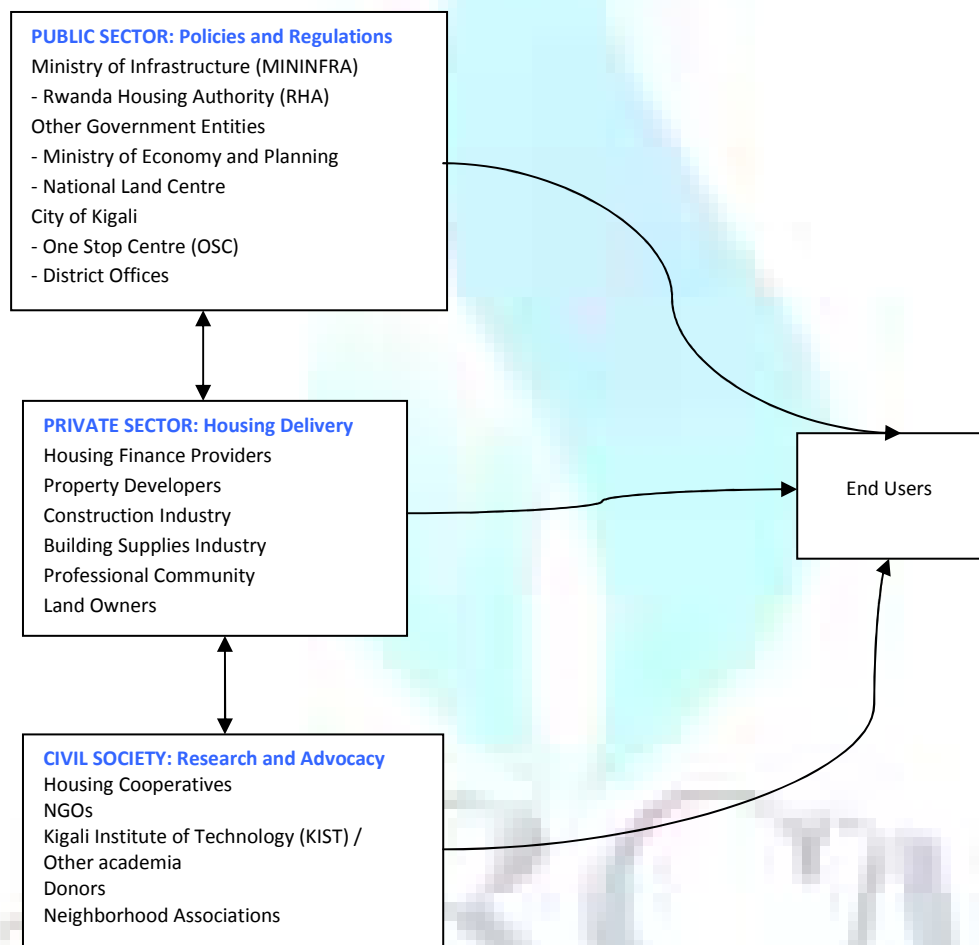 PUBLIC SECTOR: Policies and Regulations
Ministry of Infrastructure (MININFRA)
- Rwanda Housing Authority (RHA)
Other Government Entities
- Ministry of Economy and Planning
- National Land Centre
City of Kigali
- One Stop Centre (OSC)
- District Offices
PRIVATE SECTOR: Housing Delivery
Housing Finance Providers
Property Developers
Construction Industry
Building Supplies Industry
Professional Community
Land Owners
End Users
CIVIL SOCIETY: Research and Advocacy
Housing Cooperatives
NGOs
Kigali Institute of Technology (KIST) /
Other academia
Donors
Neighborhood Associations